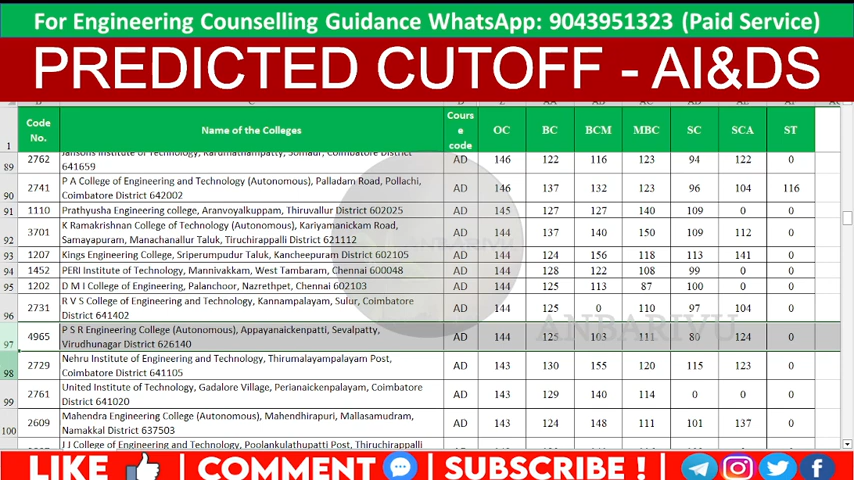 For Engineering Counselling Guidance WhatsApp: 9043951323 (Paid Service)
PREDICTED CUTOFF - AI&DS
1 Code No. Name of the Colleges Course code OC BC BCM MBC SC SCA ST
89 2762 Jansons Institute of Technology, Karumathampatty, Somaur, Coimbatore District AD 146 122 116 123 94 122 0
641659
90 2741 P A College of Engineering and Technology (Autonomous), Palladam Road, Pollachi, AD 146 137 132 123 96 104 116
Coimbatore District 642002
91 1110 Prathyusha Engineering college, Aranvoyalkuppam, Thiruvallur District 602025 AD 145 127 127 140 109 0 0
92 3701 K Ramakrishnan College of Technology (Autonomous), Kariyamanickam Road, AD 144 137 140 150 109 112 0
Samayapuram, Manachanallur Taluk, Tiruchirappalli District 621112
93 1207 Kings Engineering College, Sriperumpudur Taluk, Kancheepuram District 602105 AD 144 124 156 118 113 141 0
94 1452 PERI Institute of Technology, Mannivakkam, West Tambaram, Chennai 600048 AD 144 128 122 108 99 0 0
95 1202 D M I College of Engineering, Palanchoor, Nazrethpet, Chennai 602103 AD 144 125 113 87 100 0 0
96 2731 R V S College of Engineering and Technology, Kannampalayam, Sulur, Coimbatore AD 144 125 0 110 97 104 0
District 641402
97 4965 P S R Engineering College (Autonomous), Appayanaickenpatti, Sevalpatty, AD 144 125 103 111 80 124 0
Virudhunagar District 626140
98 2729 Nehru Institute of Engineering and Technology, Thirumalayampalayam Post, AD 143 130 155 120 115 123 0
Coimbatore District 641105
99 2761 United Institute of Technology, Gadalore Village, Perianaickenpalayam, Coimbatore AD 143 129 140 111 0 0 0
District 641020
100 2609 Mahendra Engineering College (Autonomous), Mahendhirapuri, Mallasamudram, AD 143 124 148 111 101 137 0
Namakkal District 637503
J J College of Engineering and Technology, Poolankulathupatti Post, Thiruchirappalli
ANBARIVU
LIKE | COMMENT | SUBSCRIBE ! |